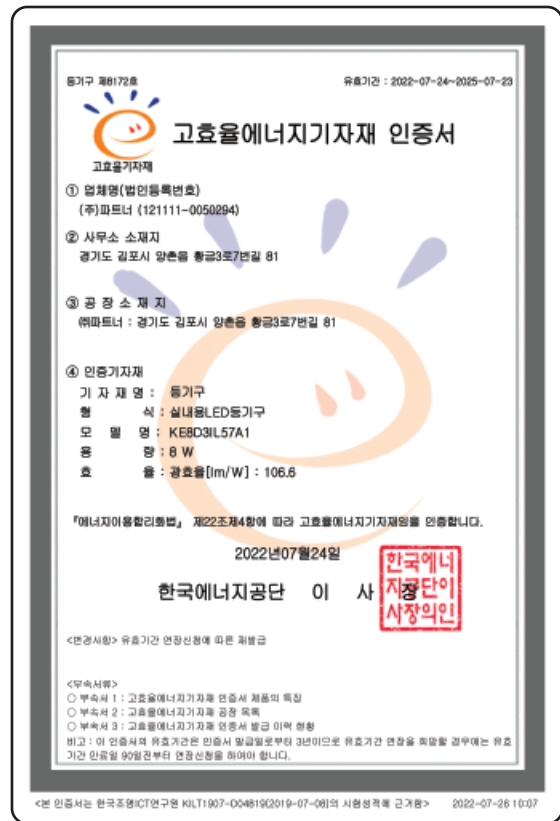 등기구 제8172호
유효기간 : 2022-07-24~2025-07-23
고효율기자재
고효율에너지기자재 인증서
① 업체명(법인등록번호)
(주)파트너 (121111-0050294)
② 사무소 소재지
경기도 김포시 양촌읍 황금3로7번길 81
③ 공 장 소 재 지
㈜파트너 : 경기도 김포시 양촌읍 황금3로7번길 81
④ 인증기자재
기 자 재 명 : 등기구
형 식 : 실내용LED등기구
모 델 명 : KE8D3IL57A1
용 량 : 8 W
효 율 : 광효율[lm/W] : 106.6
『에너지이용합리화법』 제22조제4항에 따라 고효율에너지기자재임을 인증합니다.
2022년07월24일
한국에너지공단 이 사 장
한국에너
지공단이
사장의인
<변경사항> 유효기간 연장신청에 따른 재발급
<부속서류>
○ 부속서 1 : 고효율에너지기자재 인증서 제품의 특징
○ 부속서 2 : 고효율에너지기자재 공장 목록
○ 부속서 3 : 고효율에너지기자재 인증서 발급 이력 현황
비고 : 이 인증서의 유효기간은 인증서 발급일로부터 3년이므로 유효기간 연장을 희망할 경우에는 유효
기간 만료일 90일전부터 연장신청을 하여야 합니다.
<본 인증서는 한국조명ICT연구원 KILT1907-D04819(2019-07-08)의 시험성적에 근거함> 2022-07-26 10:07